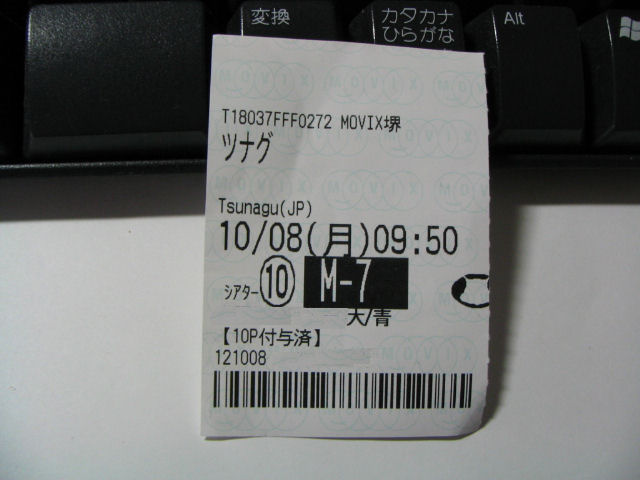 変換
カタカナ
ひらがな
Alt
T18037FFF0272 MOVIX堺
ツナグ
Tsunagu(JP)
10/08(月)09:50
シアター ⑩ M-7
大/青
【10P付与済】
121008